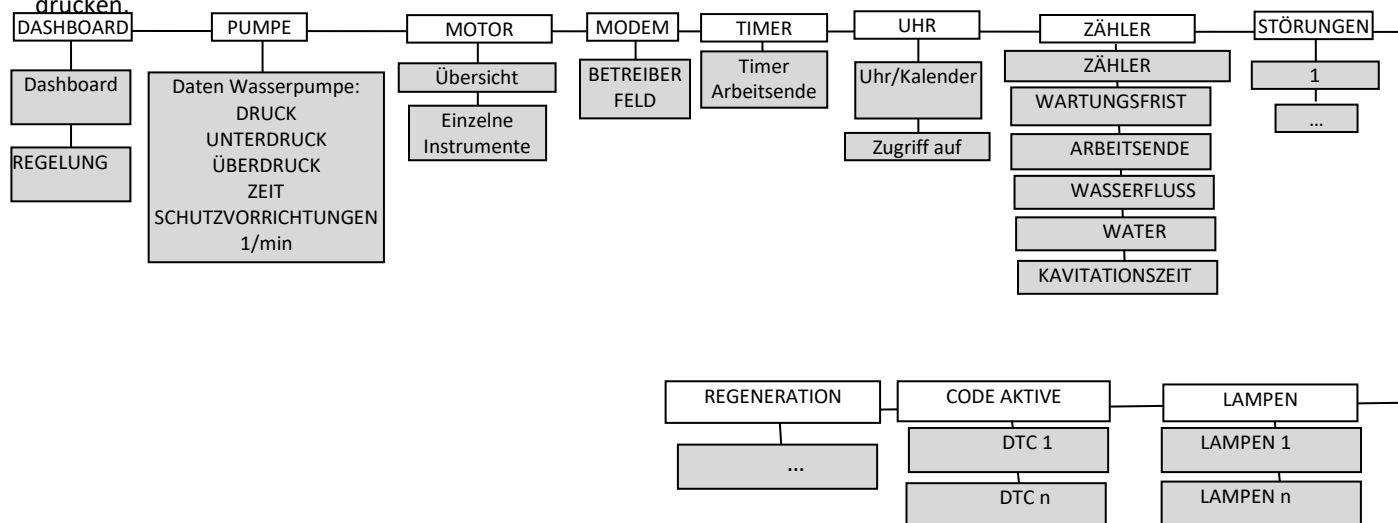 drücken.
DASHBOARD
PUMPE
MOTOR
MODEM
TIMER
UHR
ZÄHLER
STÖRUNGEN
Dashboard
REGELUNG
Daten Wasserpumpe:
DRUCK
UNTERDRUCK
ÜBERDRUCK
ZEIT
SCHUTZVORRICHTUNGEN
1/min
Übersicht
Einzelne
Instrumente
BETREIBER
FELD
Timer
Arbeitsende
Uhr/Kalender
Zugriff auf
ZÄHLER
WARTUNGSFRIST
ARBEITSENDE
WASSERFLUSS
WATER
KAVITATIONSZEIT
1
...
REGENERATION
...
CODE AKTIVE
DTC 1
DTC n
LAMPEN
LAMPEN 1
LAMPEN n